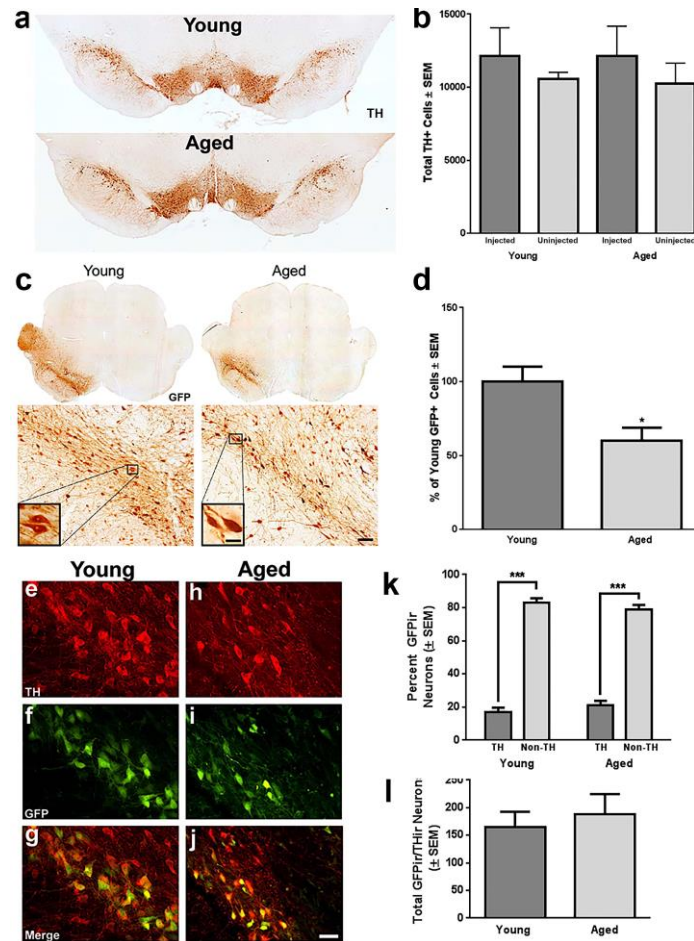 a
Young
TH
Aged
b
Total TH+ Cells ± SEM
15000
10000
5000
0
Injected
Uninjected
Injected
Uninjected
Young
Aged
c
Young
Aged
GFP
d
% of Young GFP+ Cells ± SEM
150
100
50
0
*
Young
Aged
Young
Aged
e
TH
h
f
GFP
i
g
Merge
j
k
Percent GFPir
Neurons (± SEM)
100
80
60
40
20
0
***
***
TH
Non-TH
TH
Non-TH
Young
Aged
l
Total GFPir/THir Neurons
(± SEM)
250
200
150
100
50
0
Young
Aged